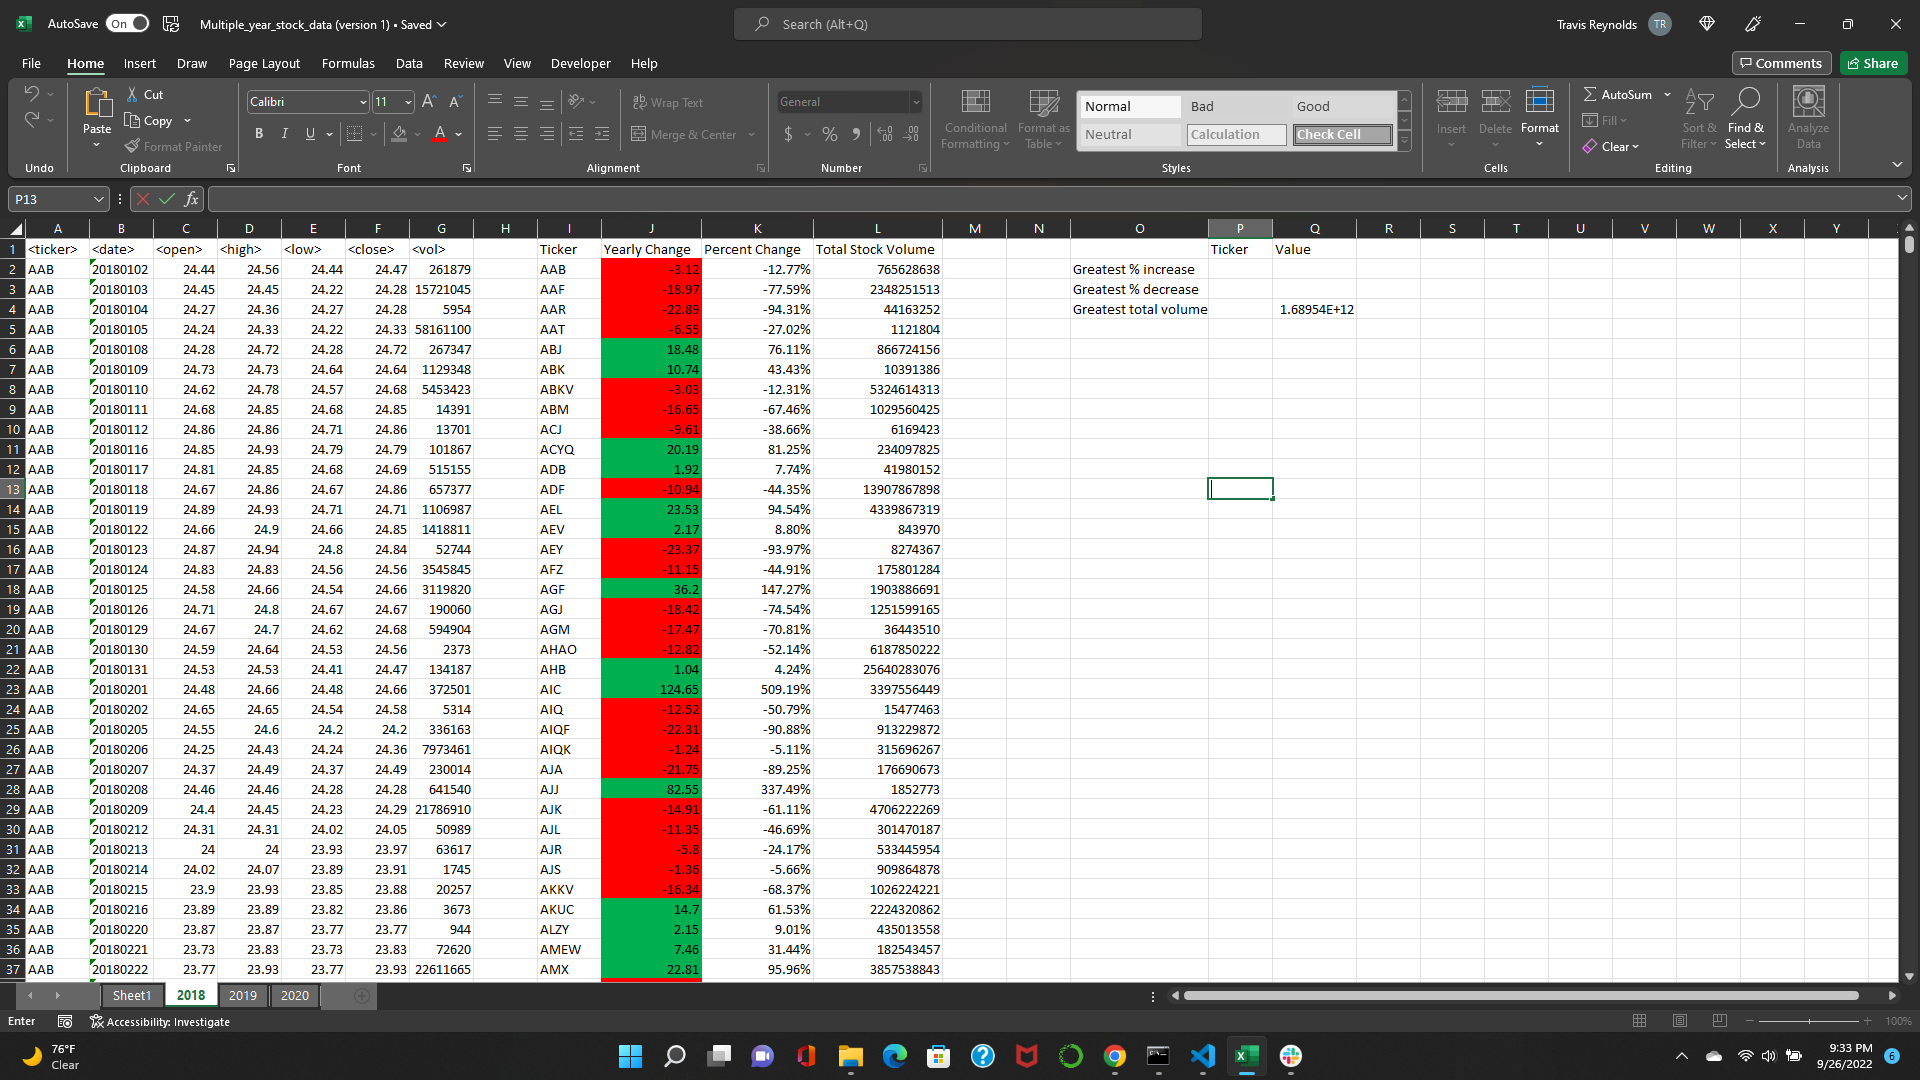 AutoSave On Multiple_year_stock_data (version 1) • Saved Search (Alt+Q) Travis Reynolds TR
File Home Insert Draw Page Layout Formulas Data Review View Developer Help Comments Share
Undo
Paste Cut Copy Format Painter Clipboard
Calibri 11 B I U A Font
Wrap Text Merge & Center Alignment
General $ % Number
Conditional Formatting Format as Table
Normal Bad Good
Neutral Calculation Check Cell
Styles
Insert Delete Format Cells
AutoSum Fill Clear Sort & Filter Find & Select Editing
Analyze Data Analysis
P13 fx
A B C D E F G H I J K L M N O P Q R S T U V W X Y
1 <ticker> <date> <open> <high> <low> <close> <vol> Ticker Yearly Change Percent Change Total Stock Volume Ticker Value
2 AAB 20180102 24.44 24.56 24.44 24.47 261879 AAB -3.12 -12.77% 765628638 Greatest % increase
3 AAB 20180103 24.45 24.45 24.22 24.28 15721045 AAF -18.97 -77.59% 2348251513 Greatest % decrease
4 AAB 20180104 24.27 24.36 24.27 24.28 5954 AAR -22.89 -94.31% 44163252 Greatest total volume 1.68954E+12
5 AAB 20180105 24.24 24.33 24.22 24.33 58161100 AAT -6.55 -27.02% 1121804
6 AAB 20180108 24.28 24.72 24.28 24.72 267347 ABJ 18.48 76.11% 866724156
7 AAB 20180109 24.73 24.73 24.64 24.64 1129348 ABK 10.74 43.43% 10391386
8 AAB 20180110 24.62 24.78 24.57 24.68 5453423 ABKV -3.03 -12.31% 5324614313
9 AAB 20180111 24.68 24.85 24.68 24.85 14391 ABM -16.65 -67.46% 1029560425
10 AAB 20180112 24.86 24.86 24.71 24.86 13701 ACJ -9.61 -38.66% 6169423
11 AAB 20180116 24.85 24.93 24.79 24.79 101867 ACYQ 20.19 81.25% 234097825
12 AAB 20180117 24.81 24.85 24.68 24.69 515155 ADB 1.92 7.74% 41980152
13 AAB 20180118 24.67 24.86 24.67 24.86 657377 ADF -10.94 -44.35% 13907867898
14 AAB 20180119 24.89 24.93 24.71 24.71 1106987 AEL 23.53 94.54% 4339867319
15 AAB 20180122 24.66 24.9 24.66 24.85 1418811 AEV 2.17 8.80% 843970
16 AAB 20180123 24.87 24.94 24.8 24.84 52744 AEY -23.37 -93.97% 8274367
17 AAB 20180124 24.83 24.83 24.56 24.56 3545845 AFZ -11.15 -44.91% 175801284
18 AAB 20180125 24.58 24.66 24.54 24.66 3119820 AGF 36.2 147.27% 1903886691
19 AAB 20180126 24.71 24.8 24.67 24.67 190060 AGJ -18.42 -74.54% 1251599165
20 AAB 20180129 24.67 24.7 24.62 24.68 594904 AGM -17.47 -70.81% 36443510
21 AAB 20180130 24.59 24.64 24.53 24.56 2373 AHAO -12.82 -52.14% 6187850222
22 AAB 20180131 24.53 24.53 24.41 24.47 134187 AHB 1.04 4.24% 25640283076
23 AAB 20180201 24.48 24.66 24.48 24.66 372501 AIC 124.65 509.19% 3397556449
24 AAB 20180202 24.65 24.65 24.54 24.58 5314 AIQ -12.52 -50.79% 15477463
25 AAB 20180205 24.55 24.6 24.2 24.2 336163 AIQF -22.31 -90.88% 913229872
26 AAB 20180206 24.25 24.43 24.24 24.36 7973461 AIQK -1.24 -5.11% 315696267
27 AAB 20180207 24.37 24.49 24.37 24.49 230014 AJA -21.75 -89.25% 176690673
28 AAB 20180208 24.46 24.46 24.28 24.28 641540 AJJ 82.55 337.49% 1852773
29 AAB 20180209 24.4 24.45 24.23 24.29 21786910 AJK -14.91 -61.11% 4706222269
30 AAB 20180212 24.31 24.31 24.02 24.05 50989 AJL -11.35 -46.69% 301470187
31 AAB 20180213 24 24 23.93 23.97 63617 AJR -5.8 -24.17% 533445954
32 AAB 20180214 24.02 24.07 23.89 23.91 1745 AJS -1.36 -5.66% 909864878
33 AAB 20180215 23.9 23.93 23.85 23.88 20257 AKKV -16.34 -68.37% 1026224221
34 AAB 20180216 23.89 23.89 23.82 23.86 3673 AKUC 14.7 61.53% 2224320862
35 AAB 20180220 23.87 23.87 23.77 23.77 944 ALZY 2.15 9.01% 435013558
36 AAB 20180221 23.73 23.83 23.73 23.83 72620 AMEW 7.46 31.44% 182543457
37 AAB 20180222 23.77 23.93 23.77 23.93 22611665 AMX 22.81 95.96% 3857538843
Sheet1 2018 2019 2020
Enter Accessibility: Investigate 100%
76°F
Clear
9:33 PM
9/26/2022
6